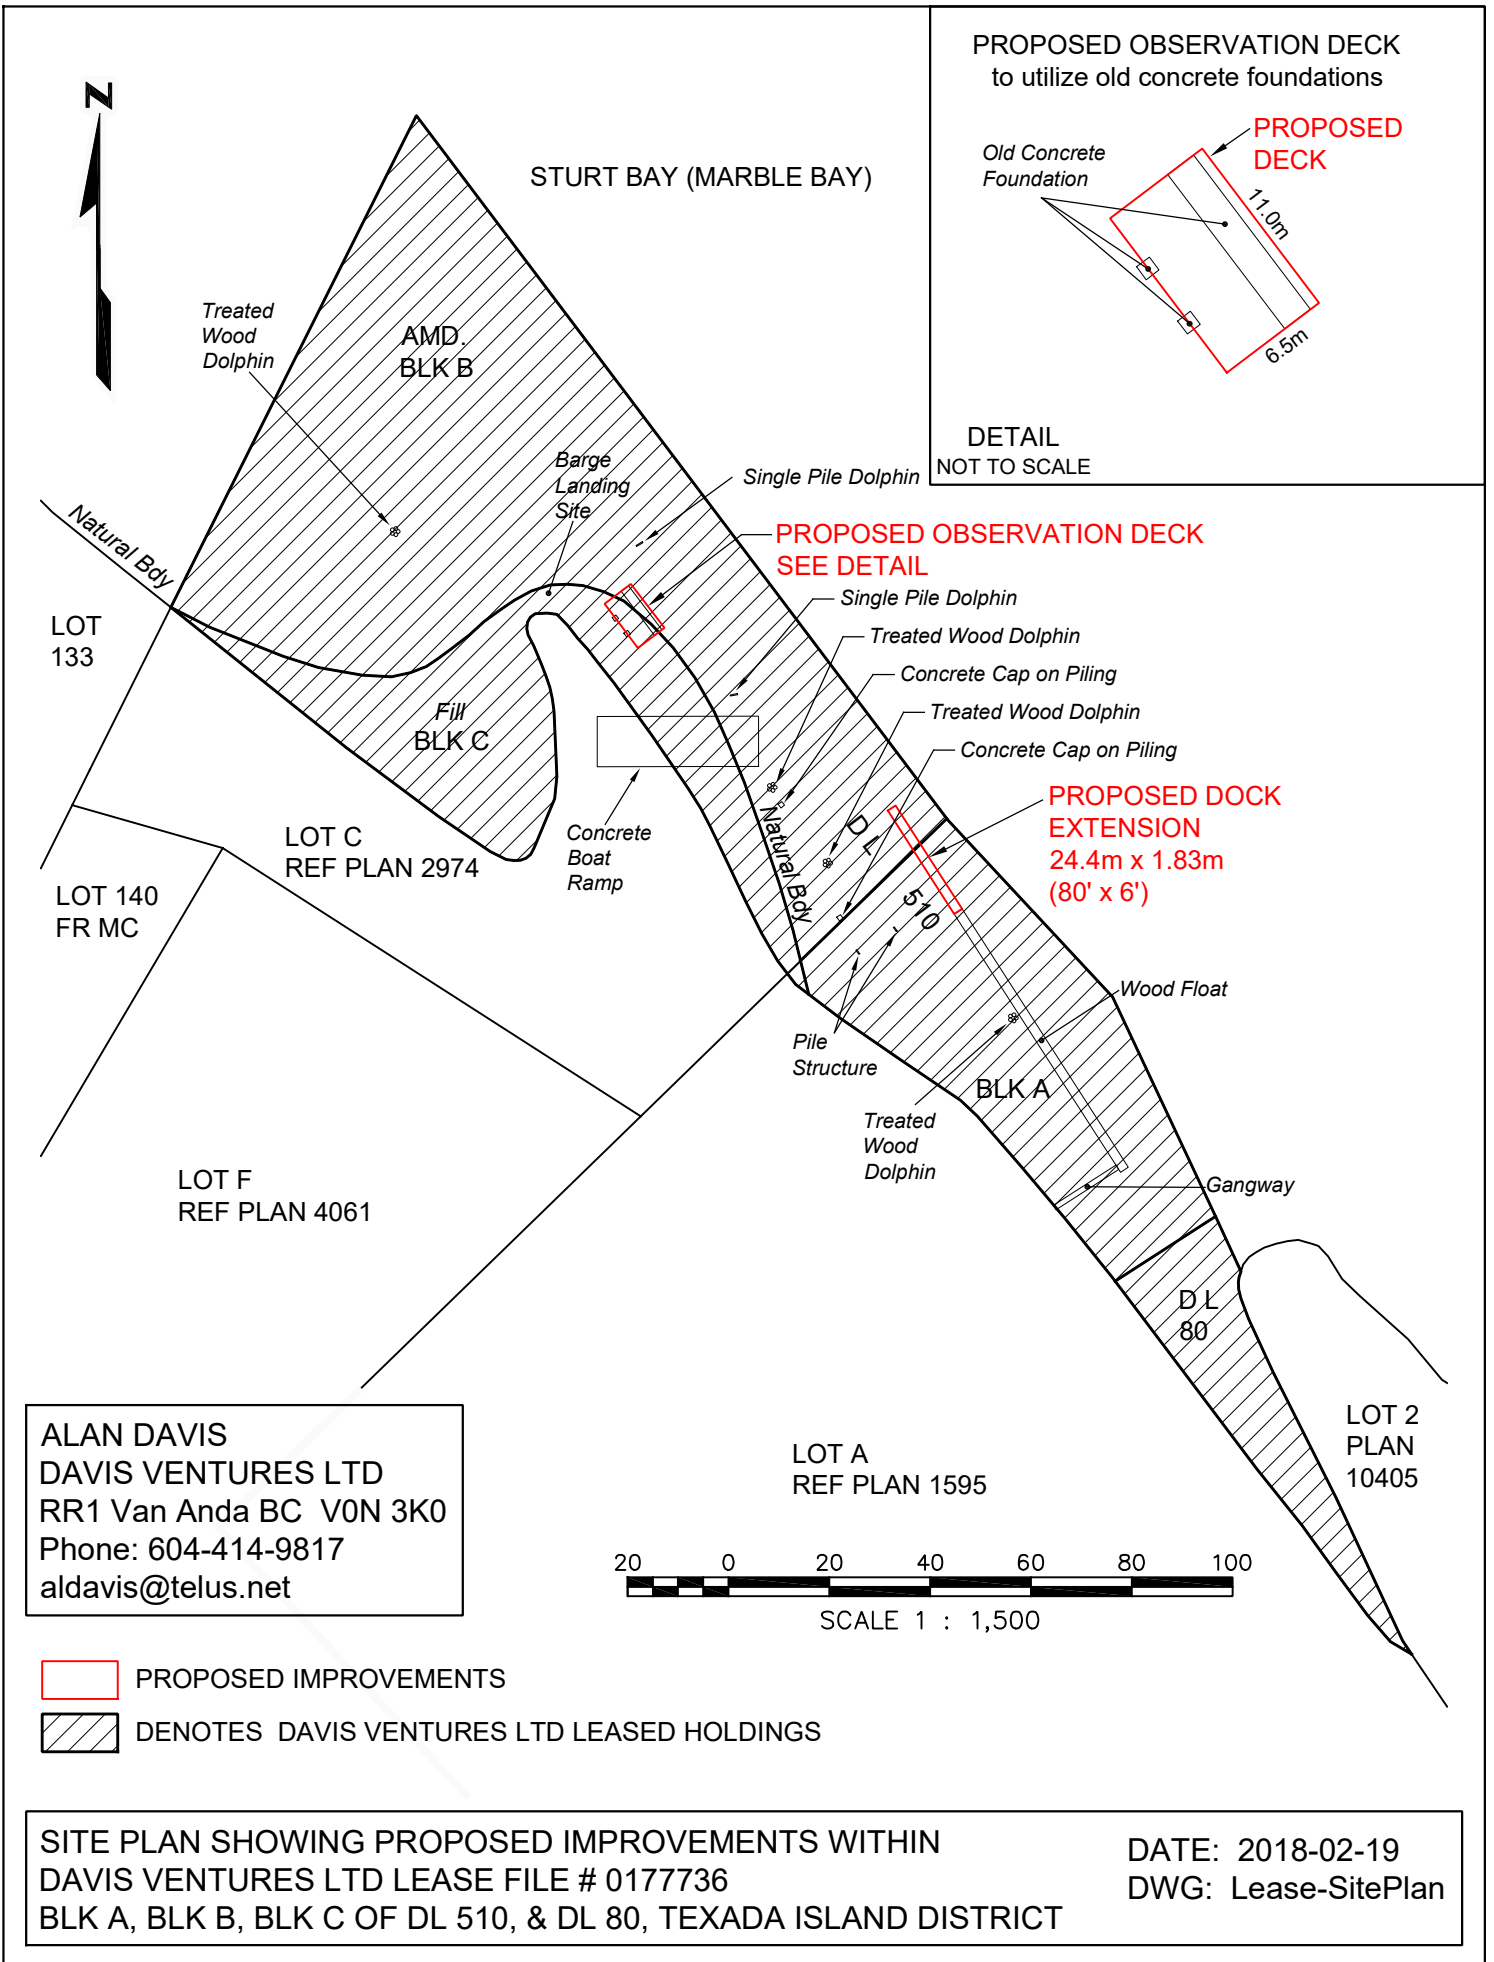 PROPOSED OBSERVATION DECK
to utilize old concrete foundations
PROPOSED
DECK
Old Concrete
Foundation
11.0m
6.5m
DETAIL
NOT TO SCALE
N
STURT BAY (MARBLE BAY)
Treated
Wood
Dolphin
AMD.
BLK B
Barge
Landing
Site
Single Pile Dolphin
PROPOSED OBSERVATION DECK
SEE DETAIL
Natural Bdy
Single Pile Dolphin
Treated Wood Dolphin
Concrete Cap on Piling
Treated Wood Dolphin
Concrete Cap on Piling
LOT
133
Fill
BLK C
PROPOSED DOCK
EXTENSION
24.4m x 1.83m
(80' x 6')
LOT C
REF PLAN 2974
Concrete
Boat
Ramp
Natural Bdy
D L
510
LOT 140
FR MC
Wood Float
Pile
Structure
BLK A
Treated
Wood
Dolphin
Gangway
LOT F
REF PLAN 4061
D L
80
LOT 2
PLAN
10405
LOT A
REF PLAN 1595
ALAN DAVIS
DAVIS VENTURES LTD
RR1 Van Anda BC  V0N 3K0
Phone: 604-414-9817
aldavis@telus.net
20 0 20 40 60 80 100
SCALE 1 : 1,500
PROPOSED IMPROVEMENTS
DENOTES  DAVIS VENTURES LTD LEASED HOLDINGS
SITE PLAN SHOWING PROPOSED IMPROVEMENTS WITHIN
DAVIS VENTURES LTD LEASE FILE # 0177736
BLK A, BLK B, BLK C OF DL 510, & DL 80, TEXADA ISLAND DISTRICT
DATE:  2018-02-19
DWG:  Lease-SitePlan